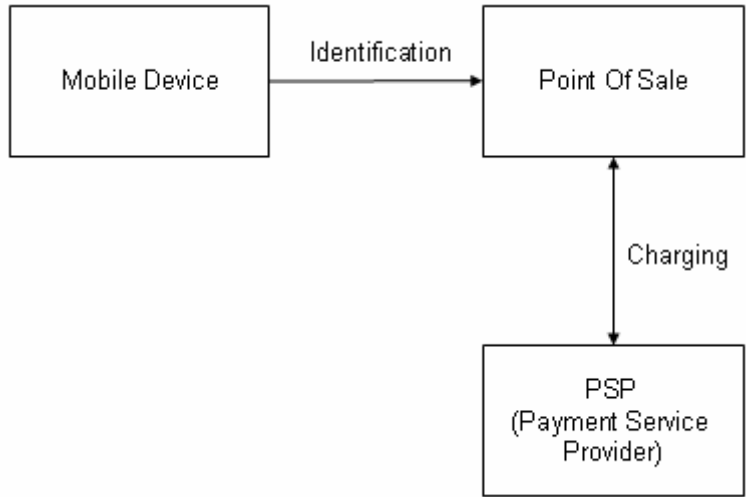 Mobile Device
Identification
Point Of Sale
Charging
PSP
(Payment Service
Provider)